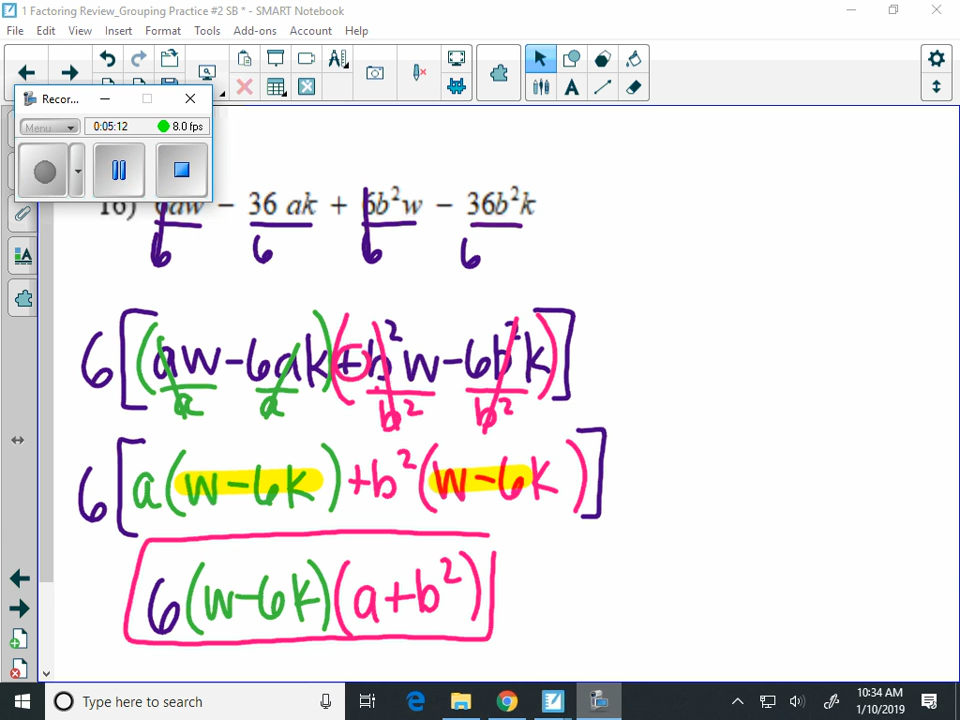 1 Factoring Review_Grouping Practice #2 SB * - SMART Notebook
File Edit View Insert Format Tools Add-ons Account Help
Recor...
Menu 0:05:12 8.0 fps
16) 6aw − 36 ak + 6b²w − 36b²k
6 6 6 6
6[(aw-6ak)(+b²w-6b²k)]
a a b² b²
6[a(w-6k)+b²(w-6k)]
6(w-6k)(a+b²)
Type here to search
10:34 AM
1/10/2019